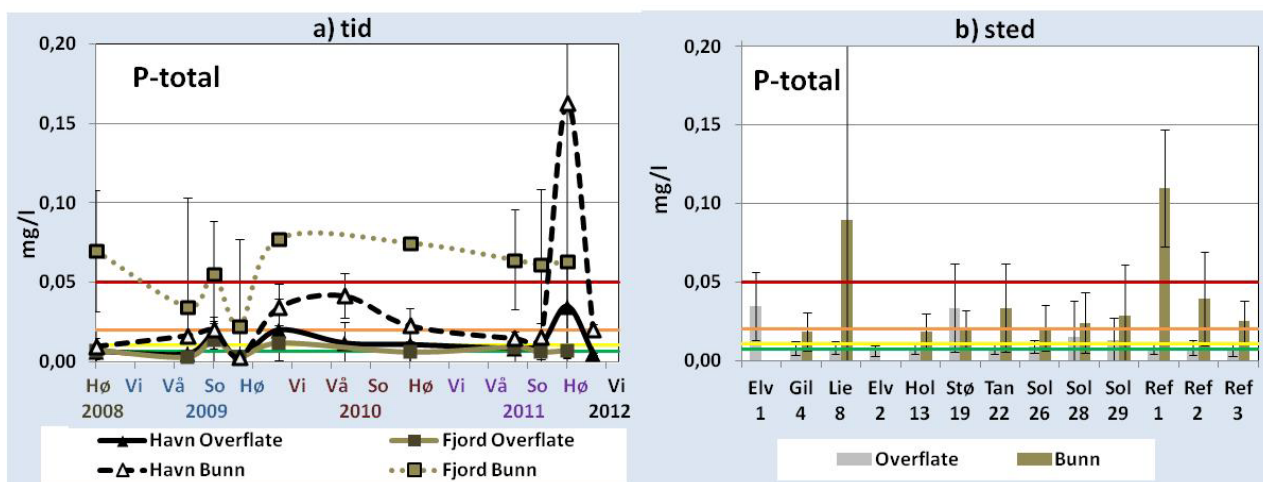 a) tid
P-total
mg/l
0,20
0,15
0,10
0,05
0,00
Hø Vi Vå So Hø Vi Vå So Hø Vi Vå So Hø Vi
2008 2009 2010 2011 2012
Havn Overflate Fjord Overflate
Havn Bunn Fjord Bunn
b) sted
P-total
mg/l
0,20
0,15
0,10
0,05
0,00
Elv Gil Lie Elv Hol Stø Tan Sol Sol Sol Ref Ref Ref
1 4 8 2 13 19 22 26 28 29 1 2 3
Overflate Bunn